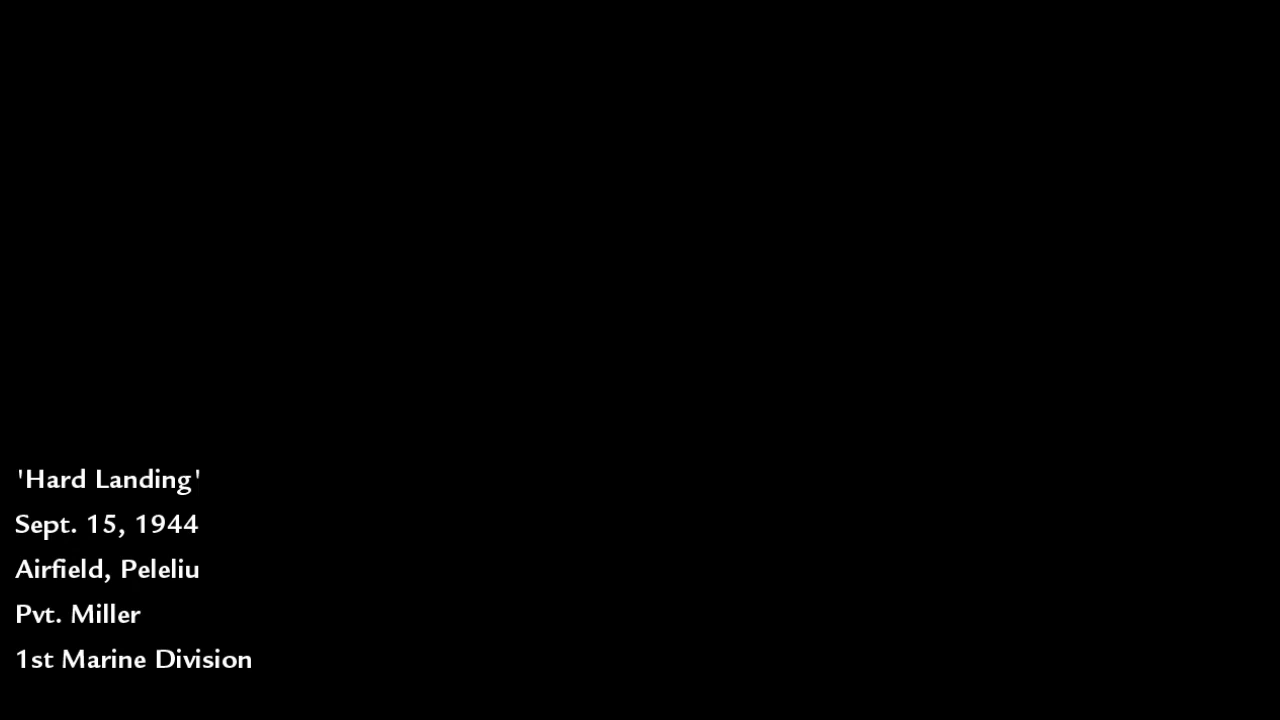 'Hard Landing'
Sept. 15, 1944
Airfield, Peleliu
Pvt. Miller
1st Marine Division